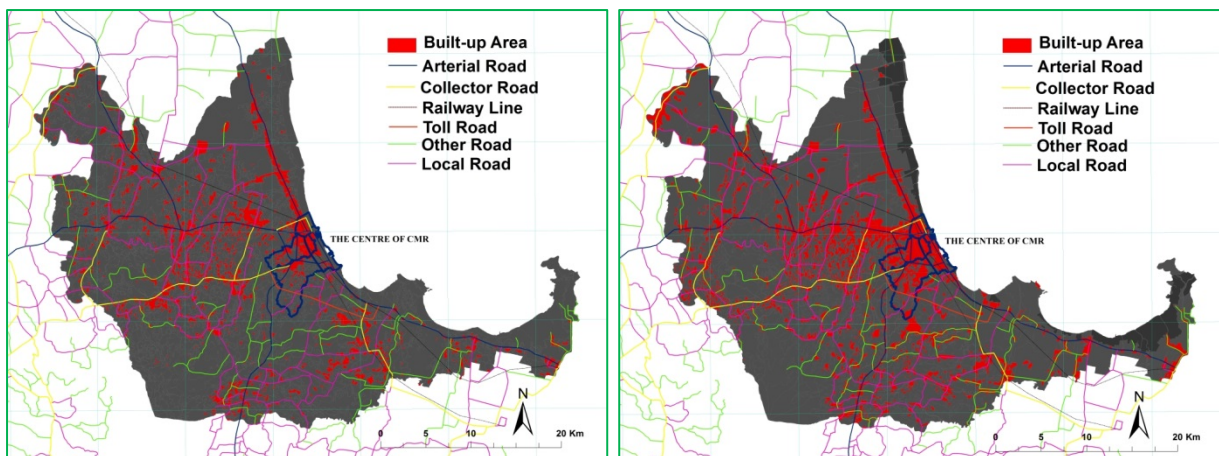 Built-up Area
Arterial Road
Collector Road
Railway Line
Toll Road
Other Road
Local Road
THE CENTRE OF CMR
N
0 5 10 20 Km
Built-up Area
Arterial Road
Collector Road
Railway Line
Toll Road
Other Road
Local Road
THE CENTRE OF CMR
N
0 5 10 20 Km